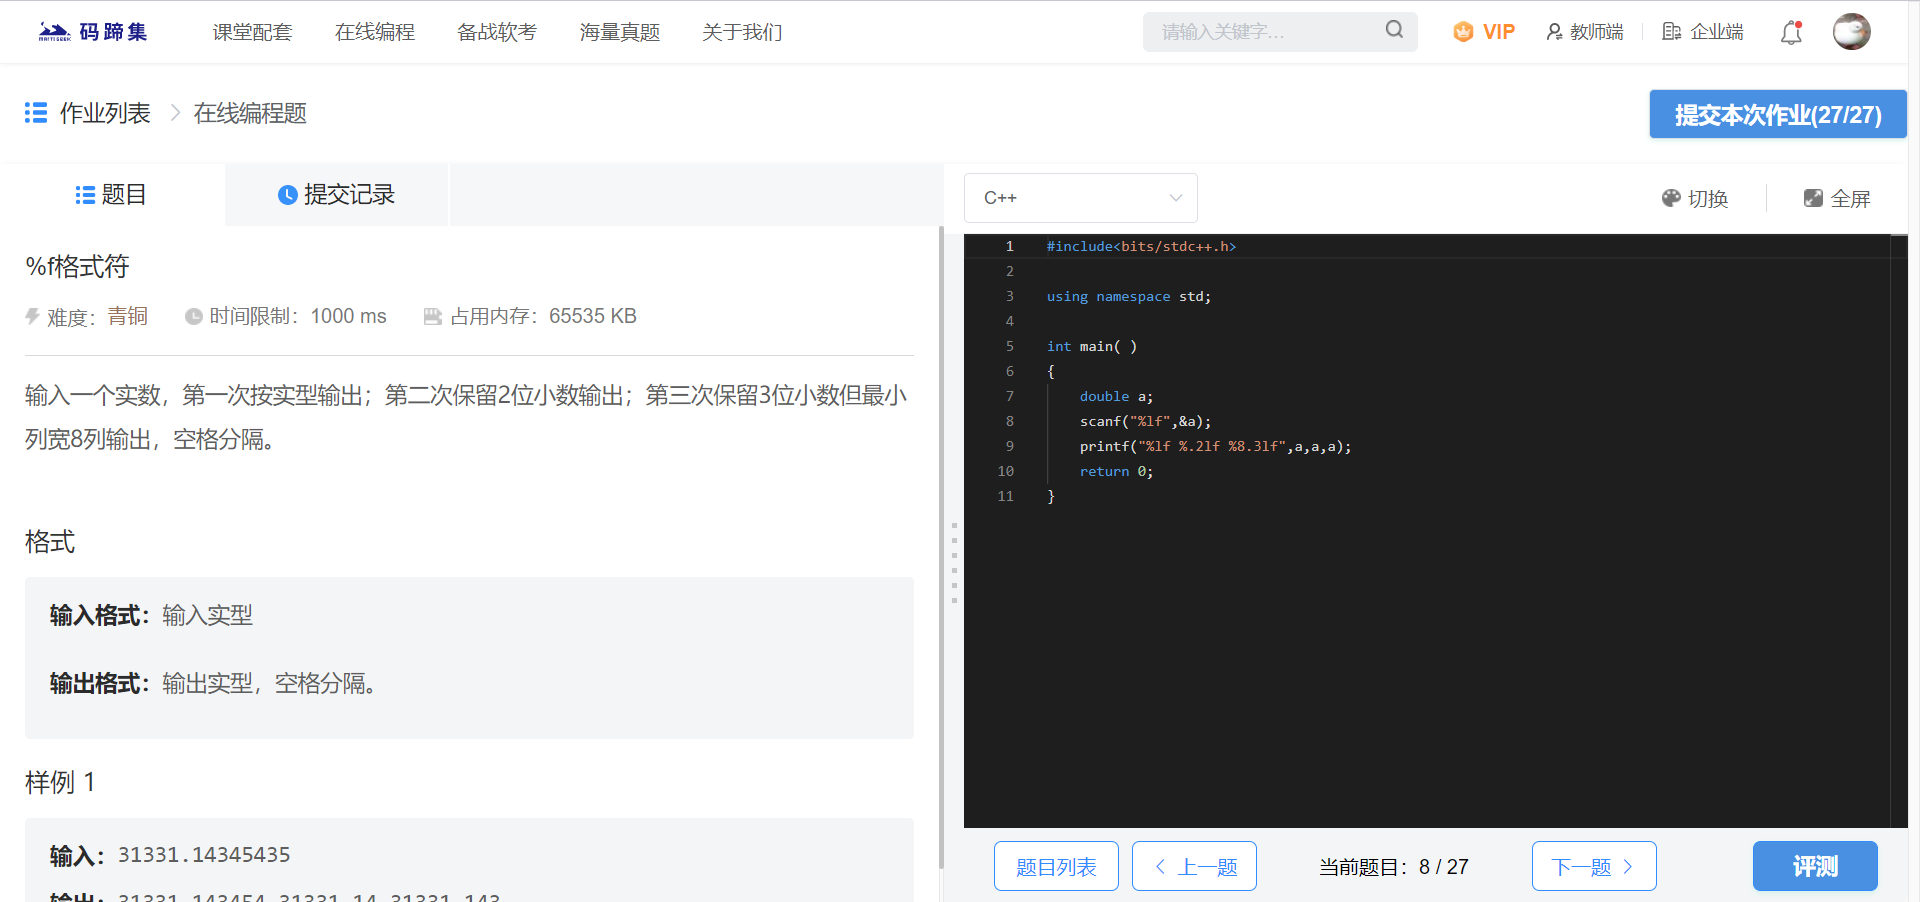 码蹄集
MAITI GEEK
课堂配套
在线编程
备战软考
海量真题
关于我们
请输入关键字...
VIP
教师端
企业端
作业列表
在线编程题
提交本次作业(27/27)
题目
提交记录
%f格式符
难度：青铜
时间限制：1000 ms
占用内存：65535 KB
输入一个实数，第一次按实型输出；第二次保留2位小数输出；第三次保留3位小数但最小
列宽8列输出，空格分隔。
格式
输入格式：输入实型
输出格式：输出实型，空格分隔。
样例 1
输入：31331.14345435
输出：31331.143454 31331.14 31331.143
C++
切换
全屏
1 #include<bits/stdc++.h>
2
3 using namespace std;
4
5 int main( )
6 {
7 double a;
8 scanf("%lf",&a);
9 printf("%lf %.2lf %8.3lf",a,a,a);
10 return 0;
11 }
题目列表
上一题
当前题目：8 / 27
下一题
评测